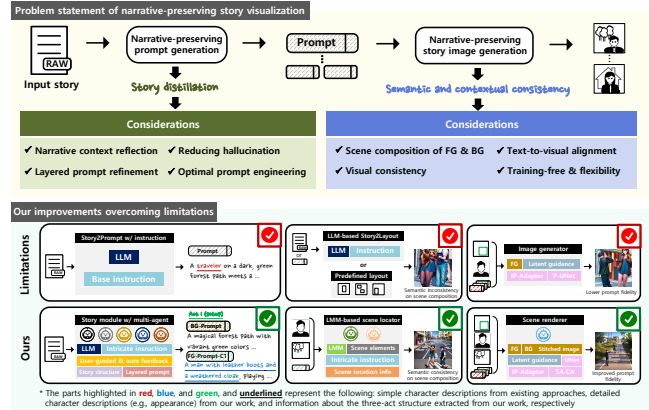 Problem statement of narrative-preserving story visualization
RAW
Input story
Narrative-preserving
prompt generation
Prompt
Narrative-preserving
story image generation
Story distillation
Semantic and contextual consistency
Considerations
✔ Narrative context reflection ✔ Reducing hallucination
✔ Layered prompt refinement ✔ Optimal prompt engineering
Considerations
✔ Scene composition of FG & BG ✔ Text-to-visual alignment
✔ Visual consistency ✔ Training-free & flexibility
Our improvements overcoming limitations
Limitations
Story2Prompt w/ instruction
LLM
Base instruction
Prompt
A traveler on a dark, green
forest path meets a ...
LLM-based Story2Layout
or
LLM Instruction
or
Predefined layout
Semantic inconsistency
on scene composition
Image generator
FG Latent guidance
IP-Adapter P-UNet
Lower prompt fidelity
Ours
RAW
Story module w/ multi-agent
LLM Intricate instruction
User guided & auto feedback
Story structure Layered prompt
Act 1 (Setup)
BG-Prompt
A magical forest path with
vibrant green colors ...
FG-Prompt-C1
A man with leather boots and
a weathered cloak, playing ...
LMM-based scene locator
LMM Scene elements
Intricate instruction
Scene location info
Semantic consistency
on scene composition
Scene renderer
FG BG Stitched image
Latent guidance UNet
IP-Adapter SA-CA
Improved prompt
fidelity
* The parts highlighted in red, blue, and green, and underlined represent the following: simple character descriptions from existing approaches, detailed
character descriptions (e.g., appearance) from our work, and information about the three-act structure extracted from our work, respectively